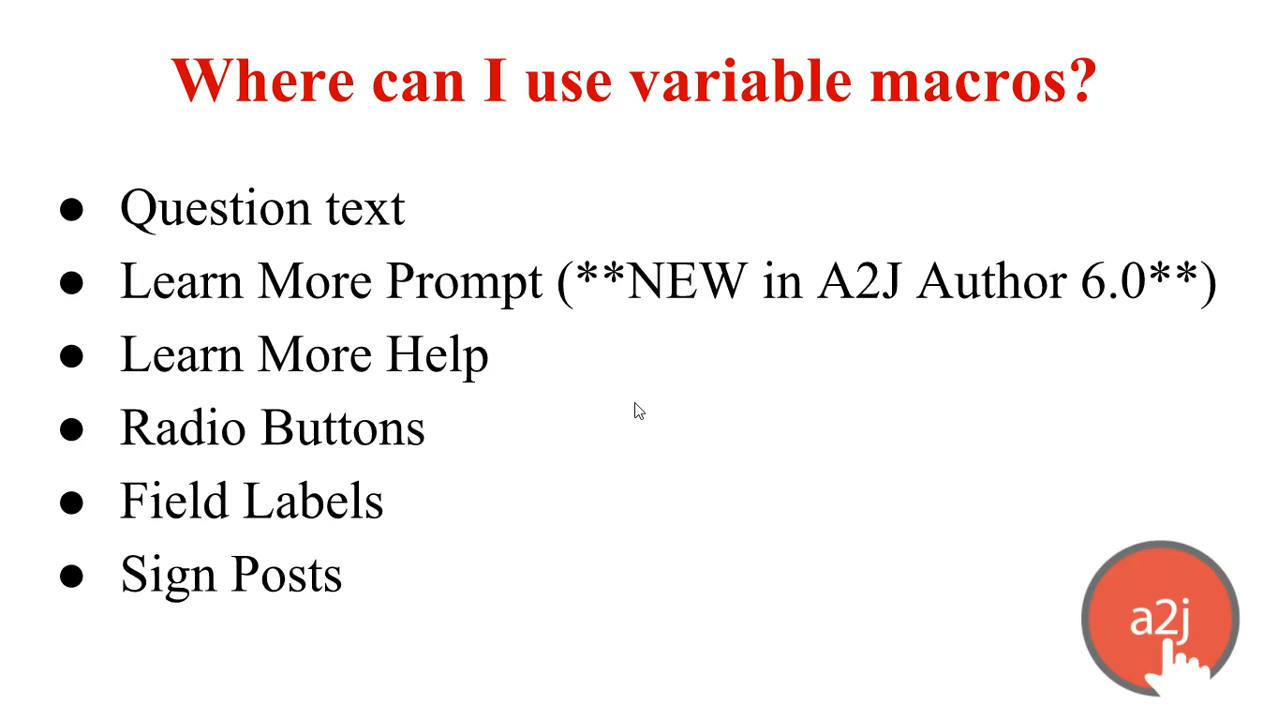 Where can I use variable macros?
● Question text
● Learn More Prompt (**NEW in A2J Author 6.0**)
● Learn More Help
● Radio Buttons
● Field Labels
● Sign Posts
a2j